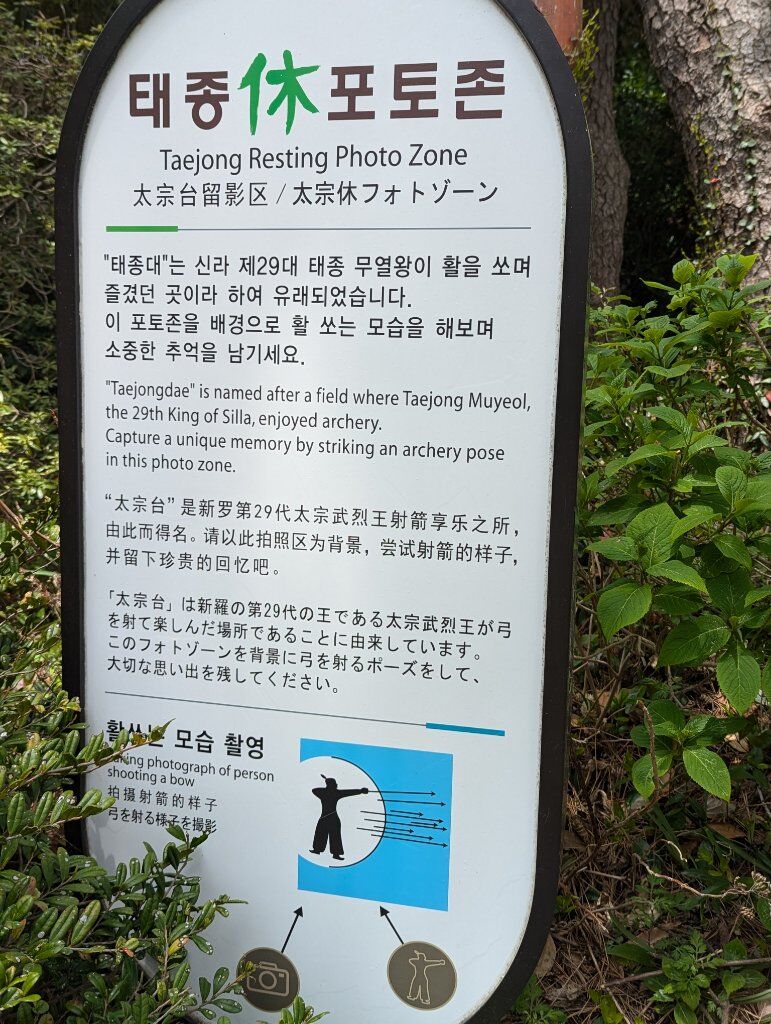 태종休포토존
Taejong Resting Photo Zone
太宗台留影区 / 太宗休フォトゾーン
"태종대"는 신라 제29대 태종 무열왕이 활을 쏘며
즐겼던 곳이라 하여 유래되었습니다.
이 포토존을 배경으로 활 쏘는 모습을 해보며
소중한 추억을 남기세요.
"Taejongdae" is named after a field where Taejong Muyeol,
the 29th King of Silla, enjoyed archery.
Capture a unique memory by striking an archery pose
in this photo zone.
“太宗台” 是新罗第29代太宗武烈王射箭享乐之所，
由此而得名。请以此拍照区为背景，尝试射箭的样子，
并留下珍贵的回忆吧。
「太宗台」は新羅の第29代の王である太宗武烈王が弓
を射て楽しんだ場所であることに由来しています。
このフォトゾーンを背景に弓を射るポーズをして、
大切な思い出を残してください。
모습 촬영
photograph of person
shooting a bow
拍摄射箭的样子
弓を射る様子を撮影